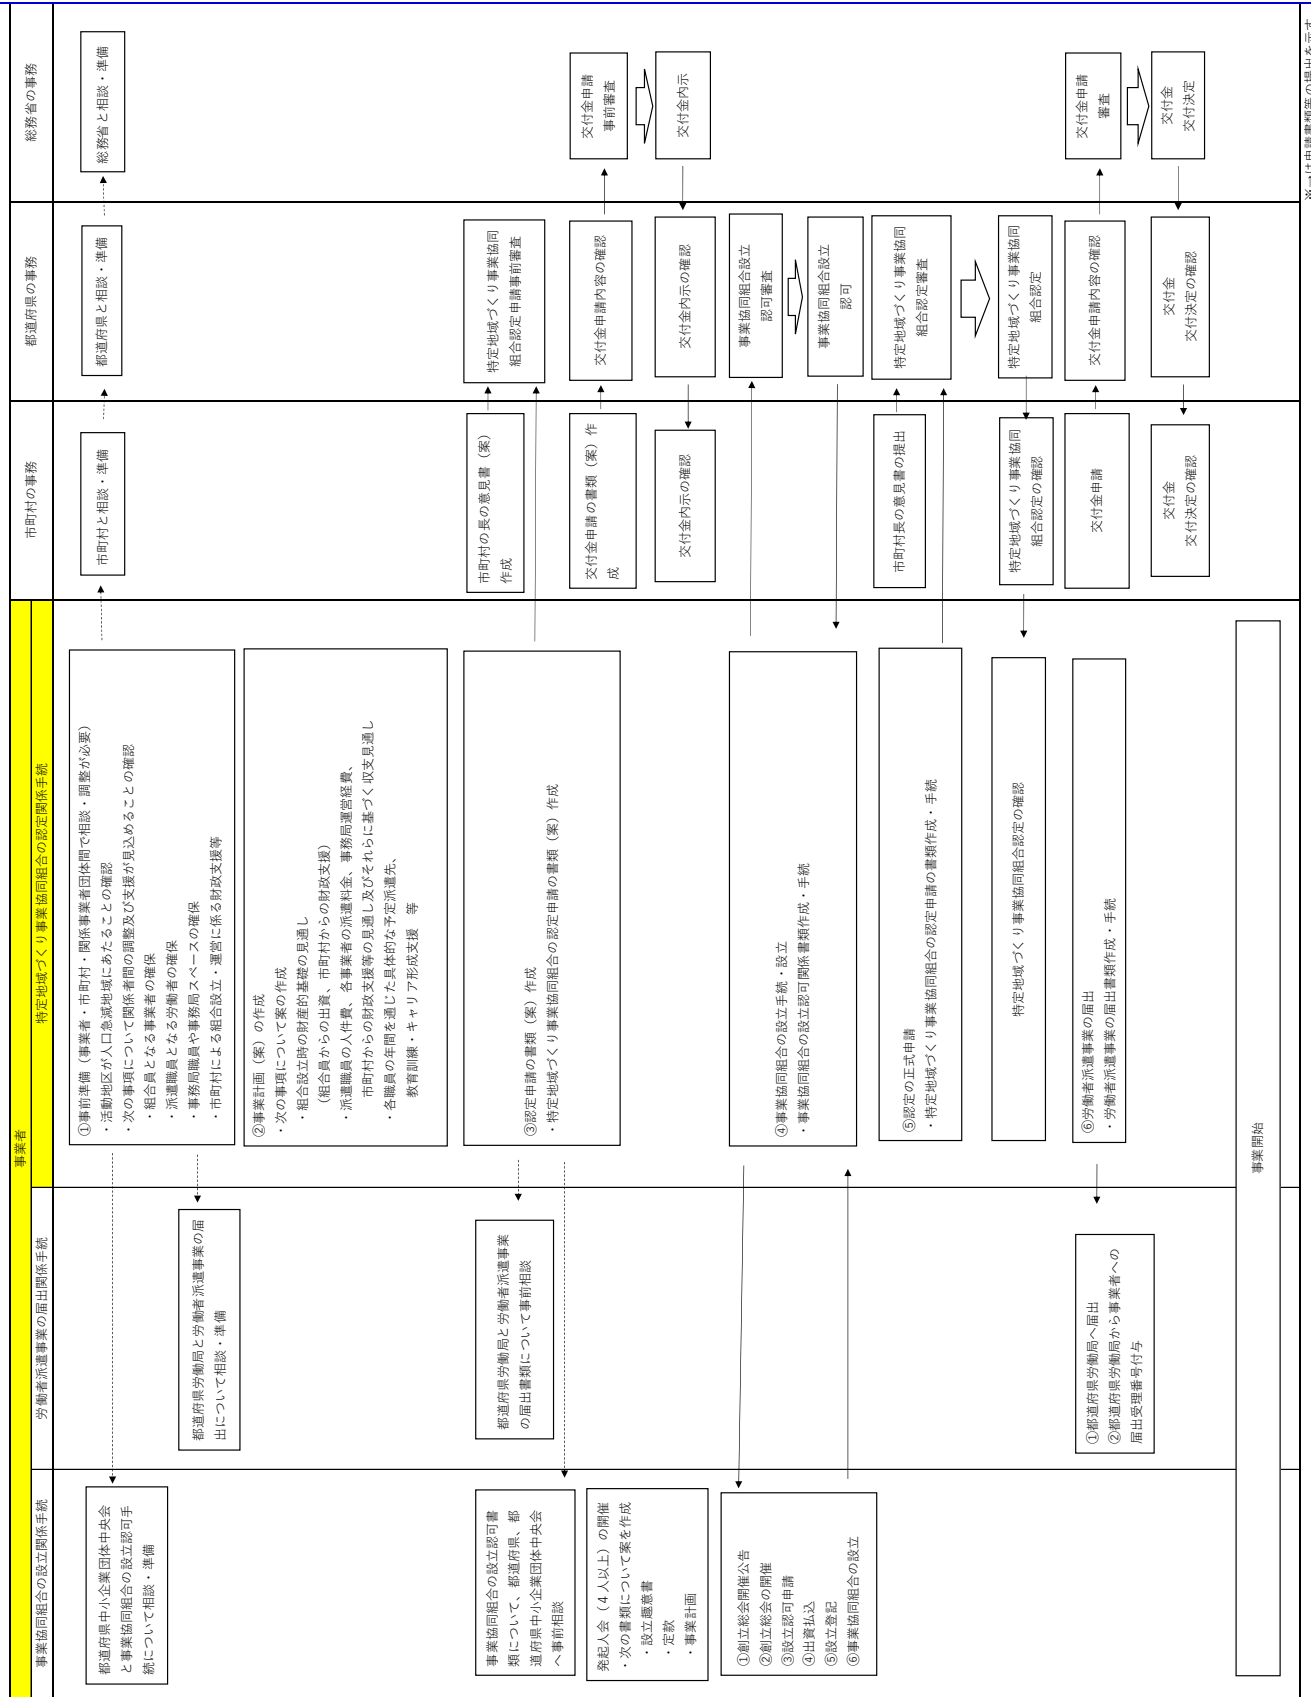 事業者
事業協同組合の設立関係手続
労働者派遣事業の届出関係手続
特定地域づくり事業協同組合の認定関係手続
市町村の事務
都道府県の事務
総務省の事務
都道府県中小企業団体中央会
と事業協同組合の設立認可手
続について相談・準備
都道府県労働局と労働者派遣事業の届
出について相談・準備
①事前準備（事業者・市町村・関係事業者団体間で相談・調整が必要）
・活動地区が人口急減地域にあたることの確認
・次の事項について関係者間の調整及び支援が見込めることの確認
・組合員となる事業者の確保
・派遣職員となる労働者の確保
・事務局職員や事務局スペースの確保
・市町村による組合設立・運営に係る財政支援等
市町村と相談・準備
都道府県と相談・準備
総務省と相談・準備
②事業計画（案）の作成
・次の事項について案の作成
・組合設立時の財産的基礎の見通し
（組合員からの出資、市町村からの財政支援）
・派遣職員の人件費、各事業者の派遣料金、事務局運営経費、
市町村からの財政支援等の見通し及びそれらに基づく収支見通し
・各職員の年間を通じた具体的な予定派遣先、
教育訓練・キャリア形成支援　等
事業協同組合の設立認可書
類について、都道府県、都
道府県中小企業団体中央会
へ事前相談
都道府県労働局と労働者派遣事業
の届出書類について事前相談
③認定申請の書類（案）作成
・特定地域づくり事業協同組合の認定申請の書類（案）作成
市町村の長の意見書（案）
作成
特定地域づくり事業協同
組合認定申請事前審査
発起人会（４人以上）の開催
・次の書類について案を作成
・設立趣意書
・定款
・事業計画
交付金申請の書類（案）作
成
交付金申請内容の確認
交付金申請
事前審査
交付金内示の確認
交付金内示の確認
交付金内示
①創立総会開催公告
②創立総会の開催
③設立認可申請
④出資払込
⑤設立登記
⑥事業協同組合の設立
④事業協同組合の設立手続・設立
・事業協同組合の設立認可関係書類作成・手続
事業協同組合設立
認可審査
事業協同組合設立
認可
⑤認定の正式申請
・特定地域づくり事業協同組合の認定申請の書類作成・手続
市町村長の意見書の提出
特定地域づくり事業協同
組合認定審査
特定地域づくり事業協同組合認定の確認
特定地域づくり事業協同
組合認定の確認
特定地域づくり事業協同
組合認定
①都道府県労働局へ届出
②都道府県労働局から事業者への
届出受理番号付与
⑥労働者派遣事業の届出
・労働者派遣事業の届出書類作成・手続
交付金申請
交付金申請内容の確認
交付金申請
審査
交付金
交付決定の確認
交付金
交付決定の確認
交付金
交付決定
事業開始
※→は申請書類等の提出を示す